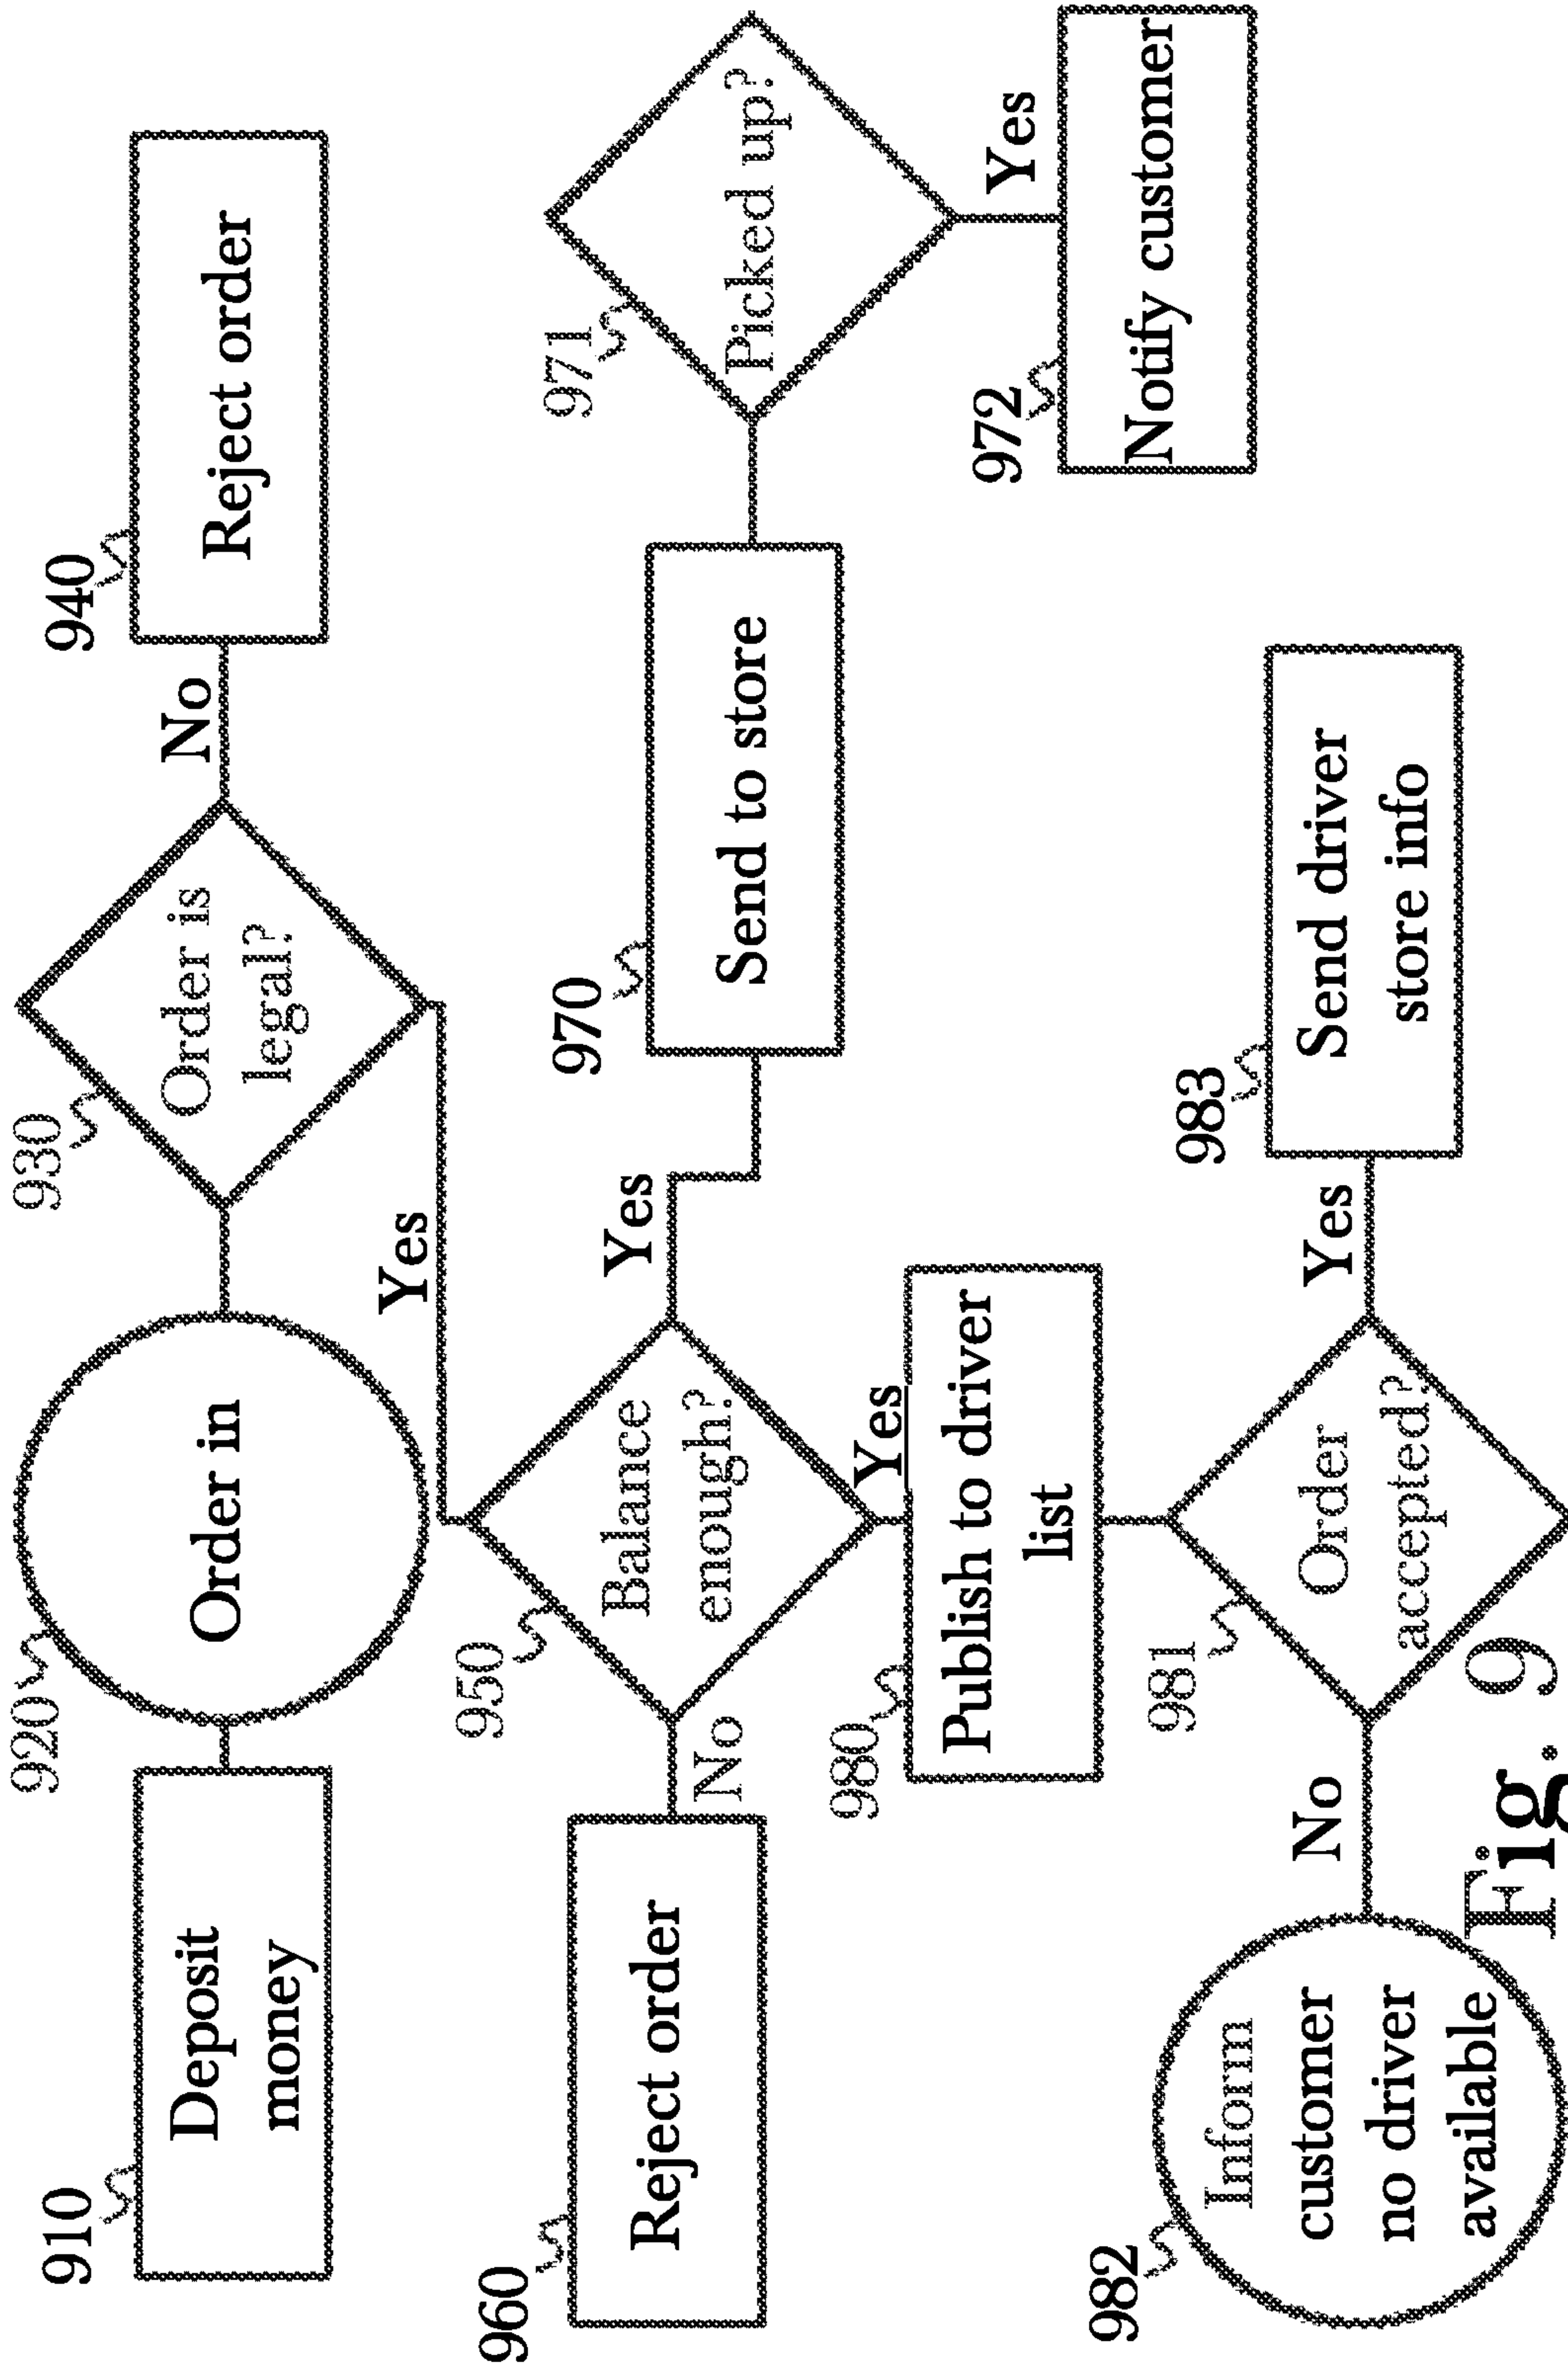 910
Deposit
money
920
Order in
930
Order is
legal?
No
940
Reject order
Yes
960
Reject order
No
950
Balance
enough?
Yes
970
Send to store
971
Picked up?
Yes
972
Notify customer
Yes
980
Publish to driver
list
982
Inform
customer
no driver
available
No
981
Order
accepted?
Yes
983
Send driver
store info
Fig. 9